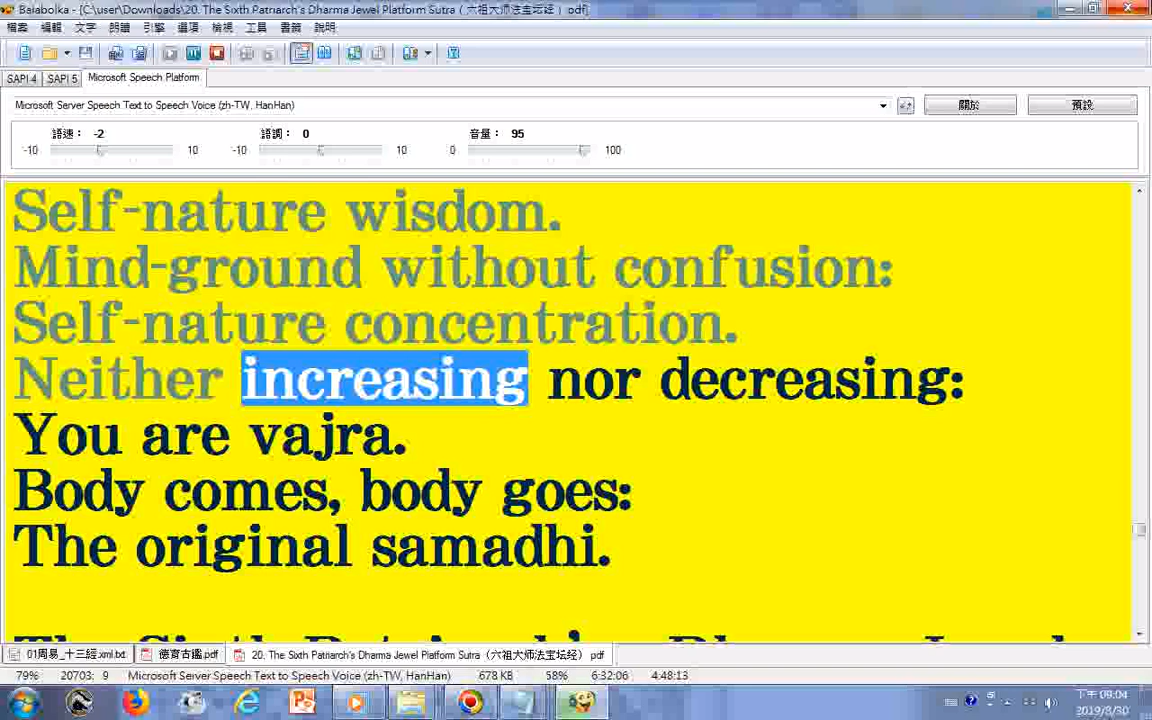 Balabolka - [C:\user\Downloads\20. The Sixth Patriarch's Dharma Jewel Platform Sutra（六祖大师法宝坛经） pdf]
檔案 編輯 文字 朗讀 引擎 選項 檢視 工具 書籤 說明
SAPI 4 SAPI 5 Microsoft Speech Platform
Microsoft Server Speech Text to Speech Voice (zh-TW, HanHan) 關於 預設
語速： -2 語調： 0 音量： 95
-10 10 -10 10 0 100
Self-nature wisdom.
Mind-ground without confusion:
Self-nature concentration.
Neither increasing nor decreasing:
You are vajra.
Body comes, body goes:
The original samadhi.
The Sixth Patriarch's Dharma Jewel
01周易_十三經.xml.txt 德育古鑑.pdf 20. The Sixth Patriarch's Dharma Jewel Platform Sutra（六祖大师法宝坛经） pdf
79% 20703: 9 Microsoft Server Speech Text to Speech Voice (zh-TW, HanHan) 678 KB 58% 6:32:06 4:48:13
下午 09:04
2019/8/30